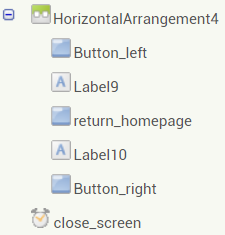 HorizontalArrangement4
Button_left
A Label9
return_homepage
A Label10
Button_right
close_screen